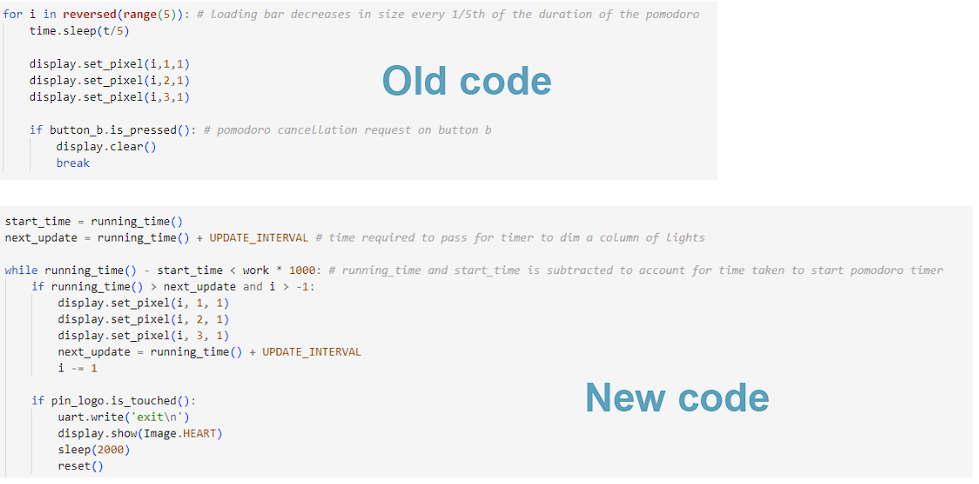 for i in reversed(range(5)): # loading bar decreases in size every 1/5th of the duration of the pomodoro
    time.sleep(t/5)

    display.set_pixel(i,1,1)
    display.set_pixel(i,2,1)
    display.set_pixel(i,3,1)
Old code

    if button_b.is_pressed(): # pomodoro cancellation request on button b
        display.clear()
        break

start_time = running_time()
next_update = running_time() + UPDATE_INTERVAL # time required to pass for timer to dim a column of lights

while running_time() - start_time < work * 1000: # running_time and start_time is subtracted to account for time taken to start pomodoro timer
    if running_time() > next_update and i > -1:
        display.set_pixel(i, 1, 1)
        display.set_pixel(i, 2, 1)
        display.set_pixel(i, 3, 1)
        next_update = running_time() + UPDATE_INTERVAL
        i -= 1

    if pin_logo.is_touched():
        uart.write('exit\n')
        display.show(Image.HEART)
        sleep(2000)
        reset()
New code